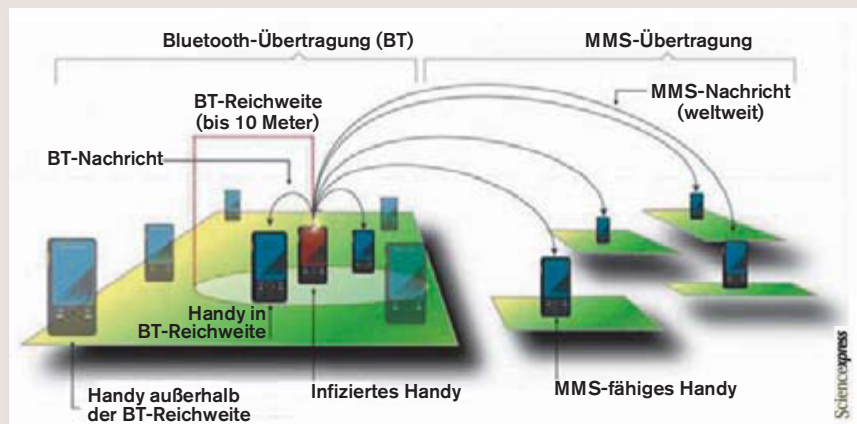 Bluetooth-Übertragung (BT)
MMS-Übertragung
BT-Reichweite
(bis 10 Meter)
MMS-Nachricht
(weltweit)
BT-Nachricht
Handy in
BT-Reichweite
Handy außerhalb
der BT-Reichweite
Infiziertes Handy
MMS-fähiges Handy
Sciencexpress